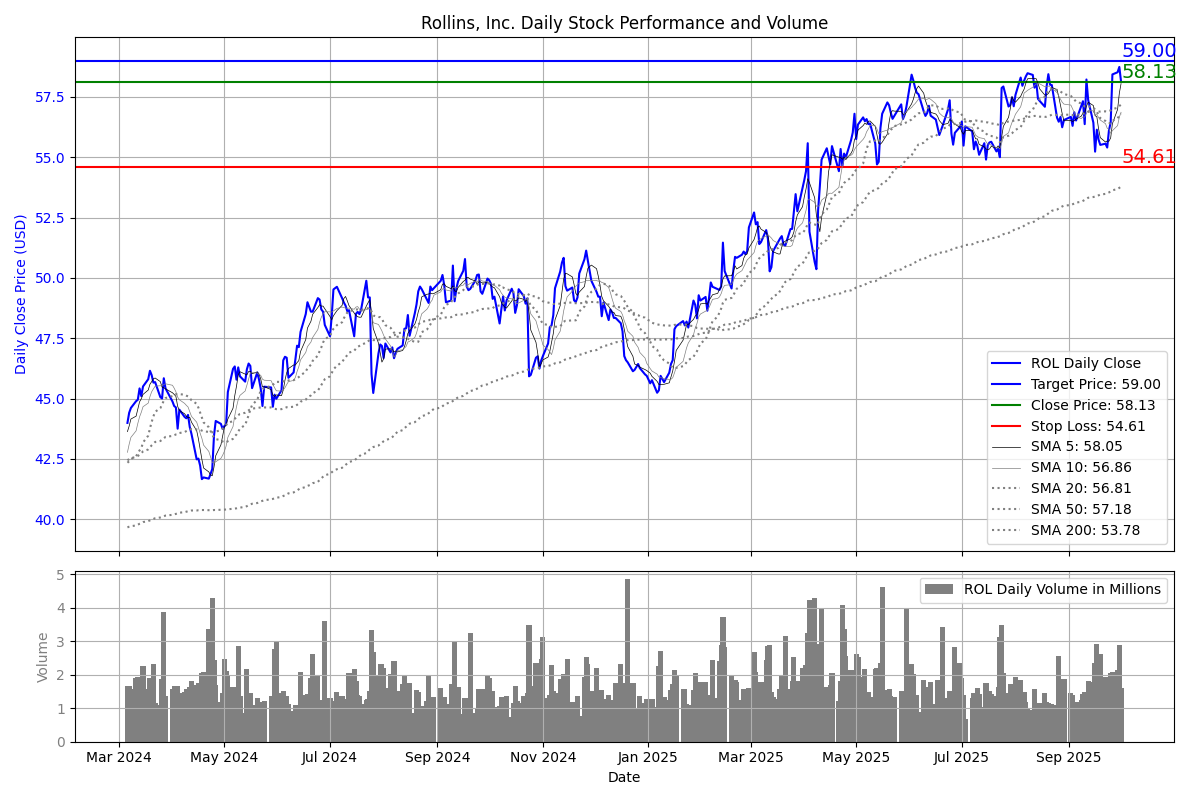 Rollins, Inc. Daily Stock Performance and Volume
59.00
58.13
54.61
Daily Close Price (USD)
57.5
55.0
52.5
50.0
47.5
45.0
42.5
40.0
ROL Daily Close
Target Price: 59.00
Close Price: 58.13
Stop Loss: 54.61
SMA 5: 58.05
SMA 10: 56.86
SMA 20: 56.81
SMA 50: 57.18
SMA 200: 53.78
Volume
5
4
3
2
1
0
ROL Daily Volume in Millions
Mar 2024 May 2024 Jul 2024 Sep 2024 Nov 2024 Jan 2025 Mar 2025 May 2025 Jul 2025 Sep 2025
Date